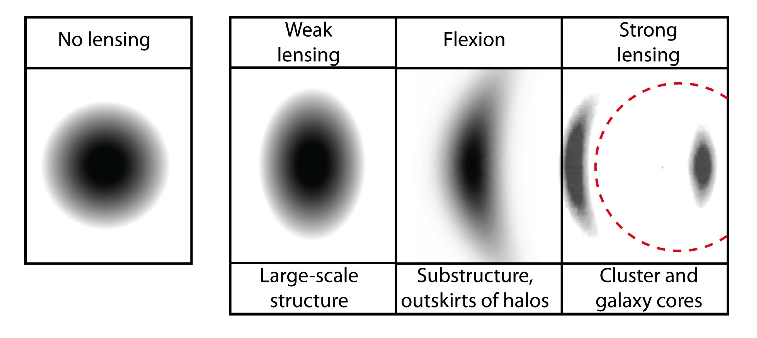 No lensing
Weak
lensing
Flexion
Strong
lensing
Large-scale
structure
Substructure,
outskirts of halos
Cluster and
galaxy cores